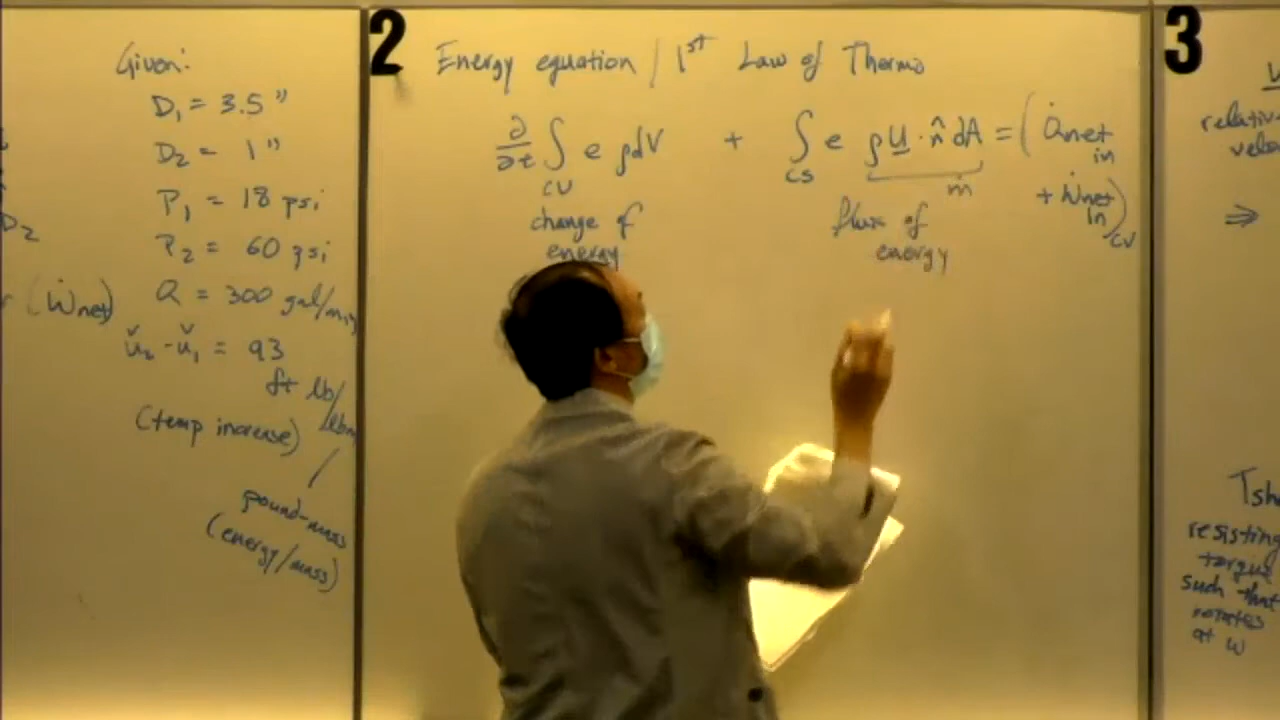 Given:
D₁ = 3.5"
D₂ = 1"
P₁ = 18 psi
P₂ = 60 psi
D₂
Q = 300 gal/min
(Ẇnet)
ǔ₂ - ǔ₁ = 93
ft lb/
lbm
(temp increase)
pound-mass
(energy/mass)
2
Energy equation / 1st Law of Thermo
∂/∂t ∫ e ρdV + ∫ e ρU · n̂ dA = (Q̇net in
CV
CS
ṁ
+ Ẇnet in)CV
change of
energy
flux of
energy
3
⇒
resisting
torque
such that
rotates
at ω